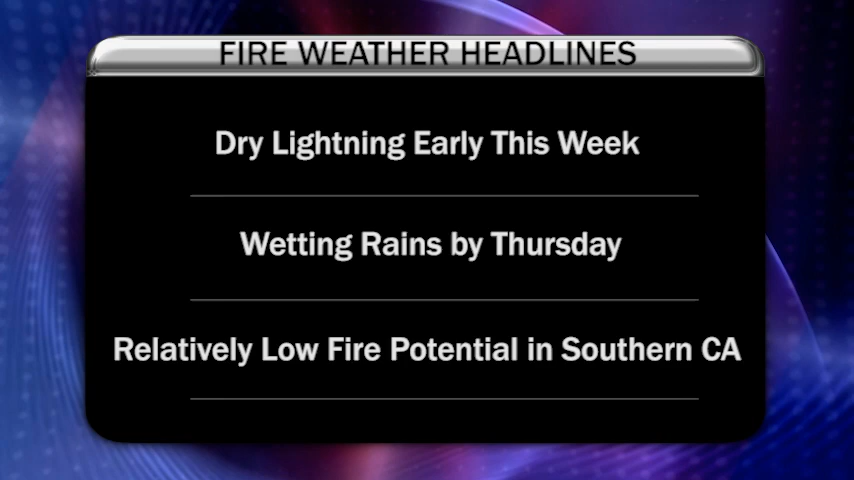 FIRE WEATHER HEADLINES
Dry Lightning Early This Week
Wetting Rains by Thursday
Relatively Low Fire Potential in Southern CA